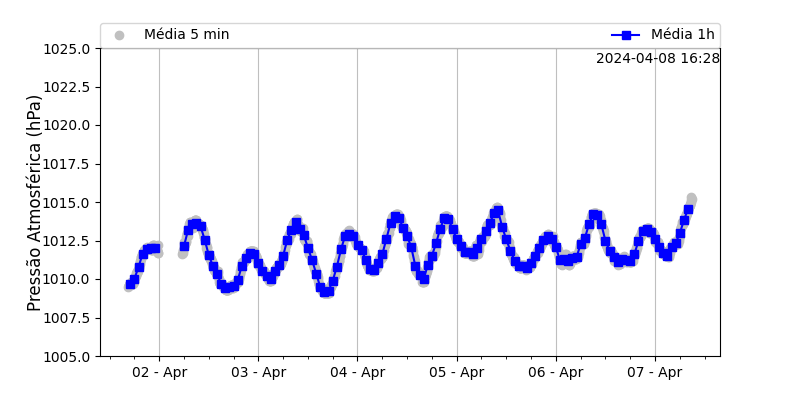 Média 5 min
Média 1h
2024-04-08 16:28
Pressão Atmosférica (hPa)
1025.0
1022.5
1020.0
1017.5
1015.0
1012.5
1010.0
1007.5
1005.0
02 - Apr
03 - Apr
04 - Apr
05 - Apr
06 - Apr
07 - Apr